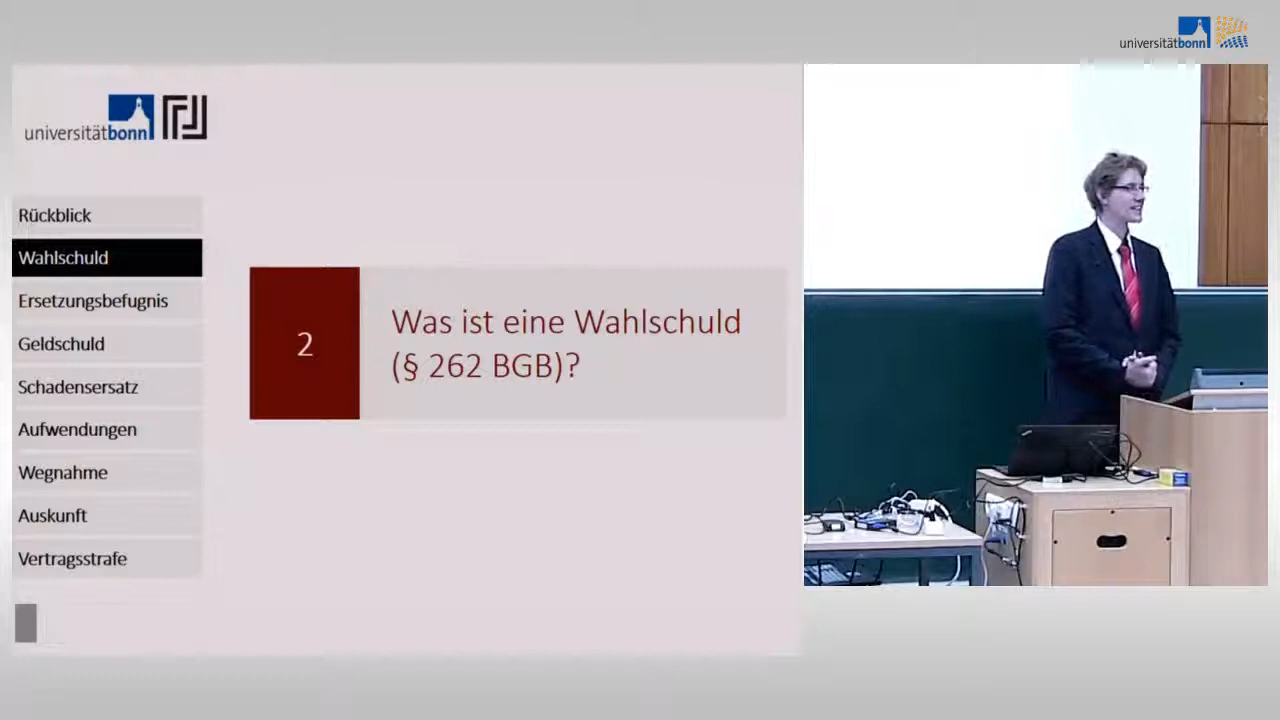 universitätbonn
universitätbonn
Rückblick
Wahlschuld
Ersetzungsbefugnis
Geldschuld
Schadensersatz
Aufwendungen
Wegnahme
Auskunft
Vertragsstrafe
2
Was ist eine Wahlschuld
(§ 262 BGB)?